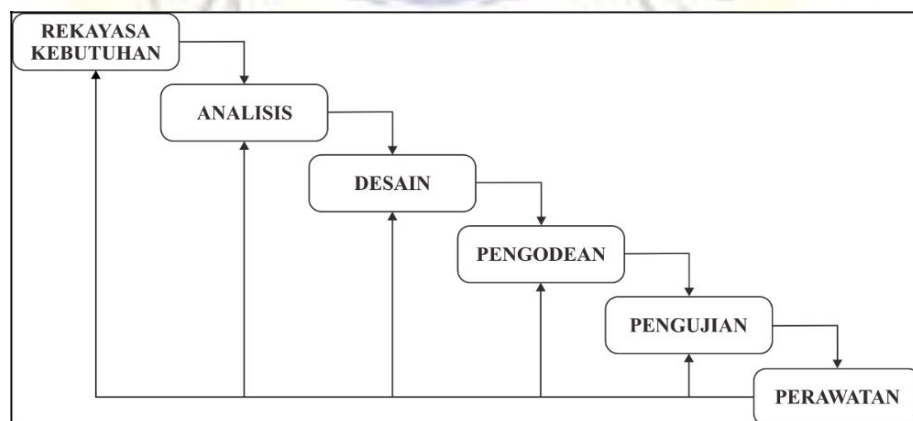 REKAYASA
KEBUTUHAN
ANALISIS
DESAIN
PENGODEAN
PENGUJIAN
PERAWATAN